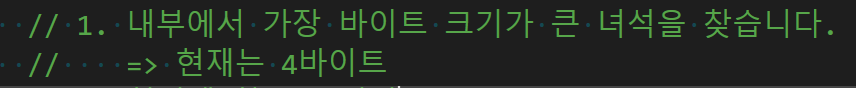 // 1. 내부에서 가장 바이트 크기가 큰 녀석을 찾습니다.
//    => 현재는 4바이트